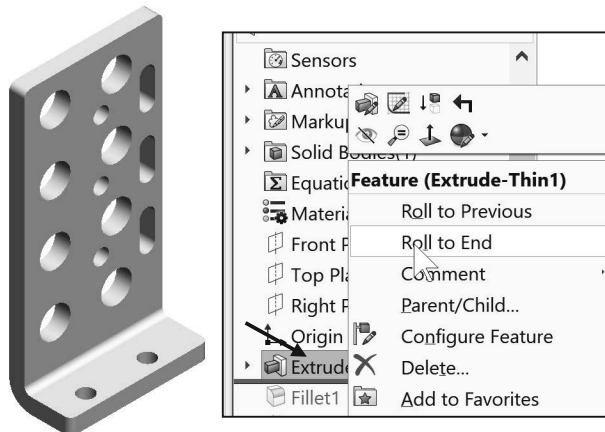 Sensors
Annota
Markup
Solid Bodies(1)
Equatio
Materia
Front P
Top Pla
Right P
Origin
Extrude
Fillet1
Feature (Extrude-Thin1)
Roll to Previous
Roll to End
Comment
Parent/Child...
Configure Feature
Delete...
Add to Favorites